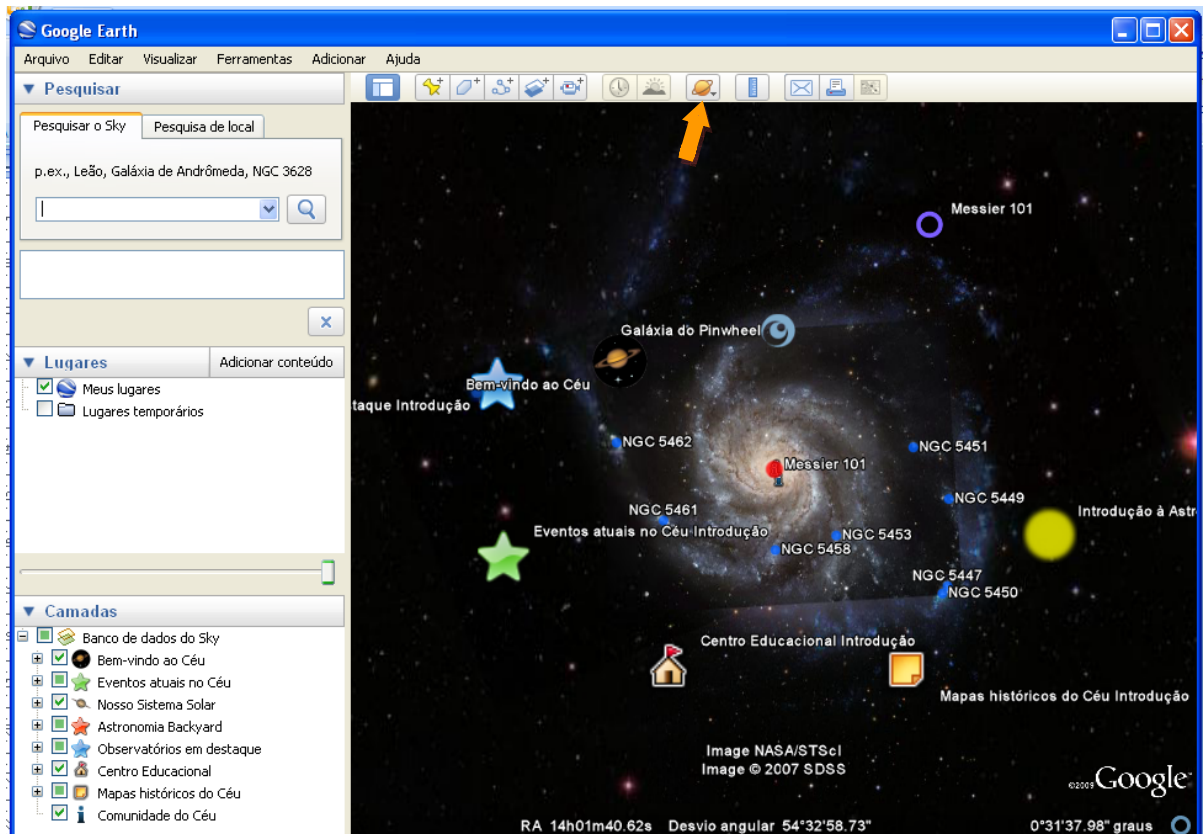 Google Earth
Arquivo Editar Visualizar Ferramentas Adicionar Ajuda
Pesquisar
Pesquisar o Sky Pesquisa de local
p.ex., Leão, Galáxia de Andrômeda, NGC 3628
Lugares Adicionar conteúdo
Meus lugares
Lugares temporários
Camadas
Banco de dados do Sky
Bem-vindo ao Céu
Eventos atuais no Céu
Nosso Sistema Solar
Astronomia Backyard
Observatórios em destaque
Centro Educacional
Mapas históricos do Céu
Comunidade do Céu
Messier 101
Galáxia do Pinwheel
Bem-vindo ao Céu
taque Introdução
NGC 5462
NGC 5451
Messier 101
NGC 5449
NGC 5461
Introdução à Astr
Eventos atuais no Céu Introdução
NGC 5453
NGC 5458
NGC 5447
NGC 5450
Centro Educacional Introdução
Mapas históricos do Céu Introdução
Image NASA/STScI
Image © 2007 SDSS
©2009 Google
RA 14h01m40.62s Desvio angular 54°32'58.73" 0°31'37.98" graus